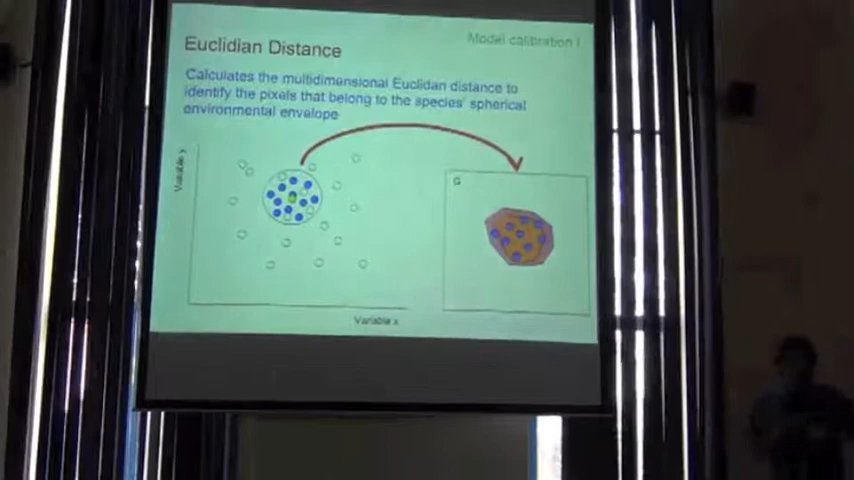 Model calibration I
Euclidian Distance
Calculates the multidimensional Euclidan distance to
identify the pixels that belong to the species' spherical
environmental envelope
Variable y
G
Variable x